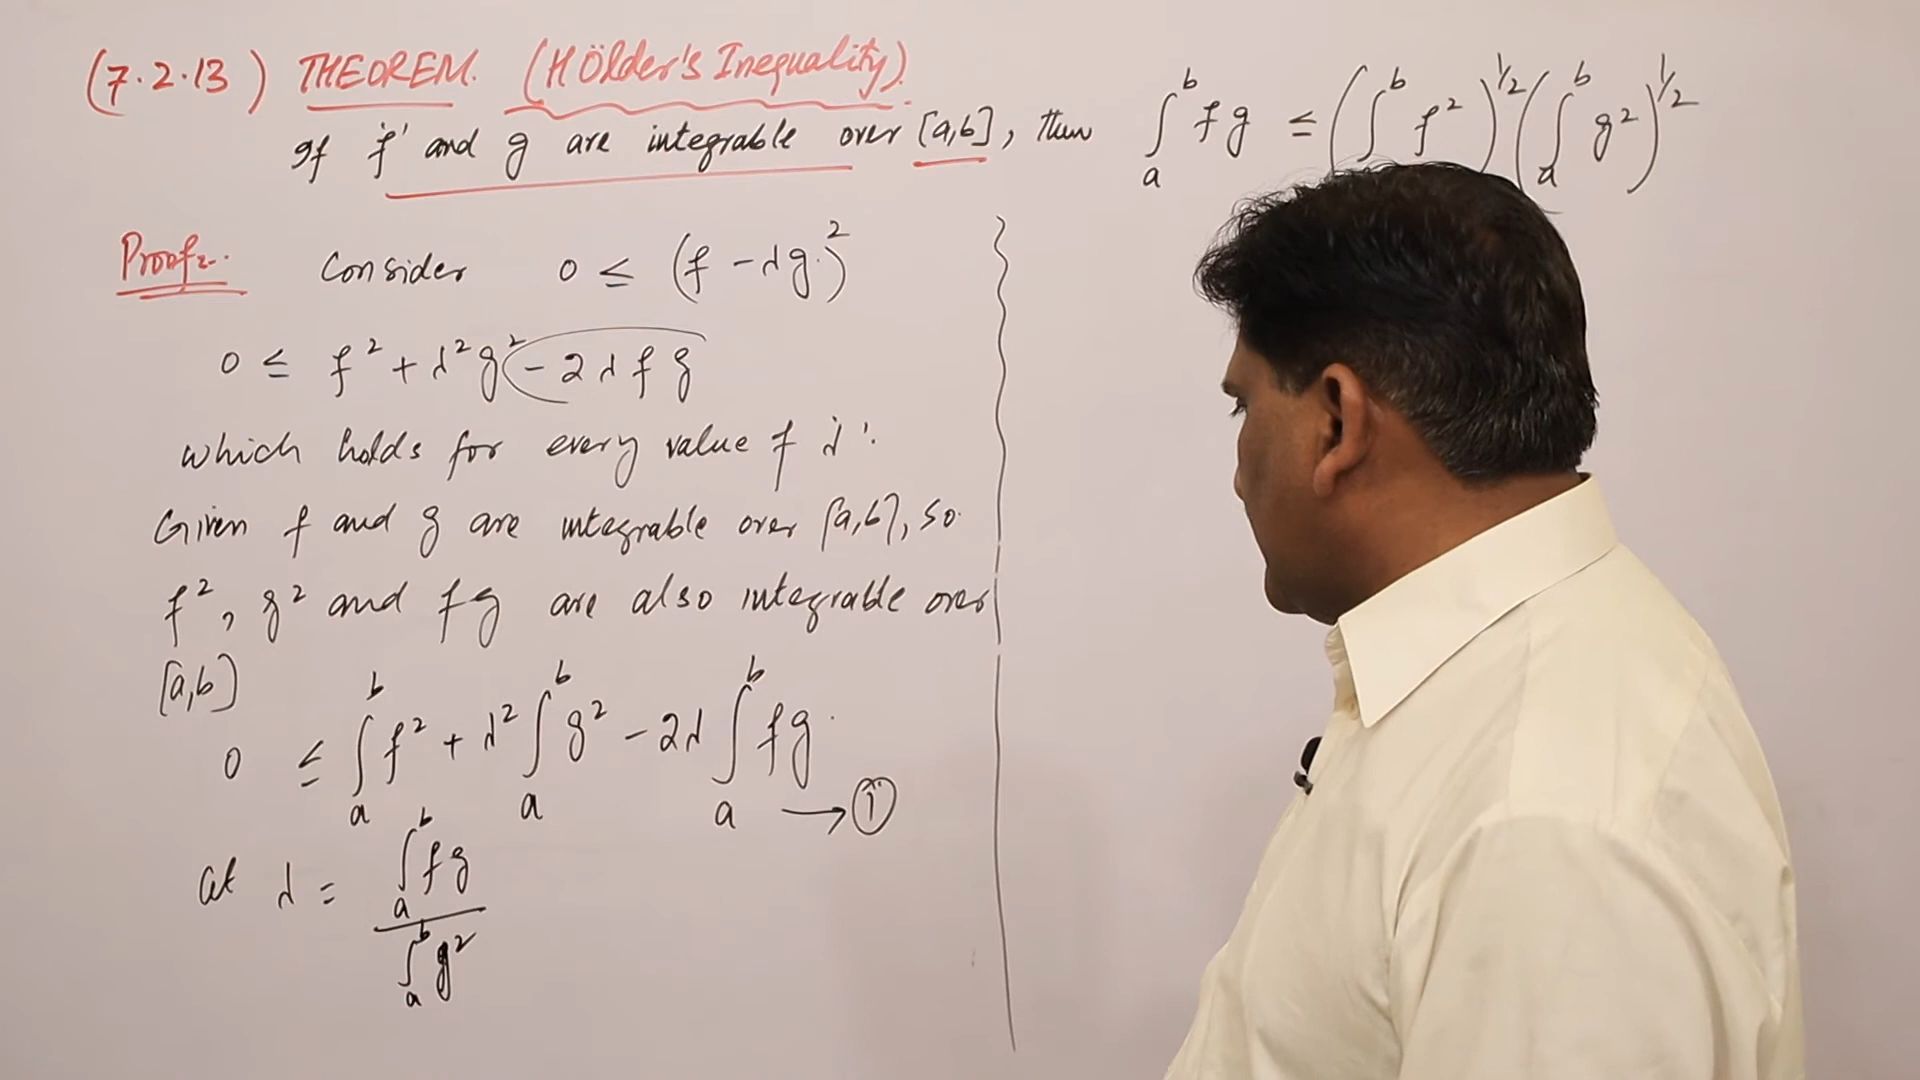 (7.2.13) THEOREM. (HÖlder's Inequality).
If 'f' and g are integrable over [a,b], then ∫_a^b fg ≤ (∫_a^b f²)^{1/2} (∫_a^b g²)^{1/2}
Proof:- Consider 0 ≤ (f - λg)²
0 ≤ f² + λ²g² - 2λfg
which holds for every value of λ'.
Given f and g are integrable over [a,b], so
f², g² and fg are also integrable over
[a,b]
0 ≤ ∫_a^b f² + λ² ∫_a^b g² - 2λ ∫_a^b fg → ①
at λ = ∫_a^b fg / ∫_a^b g²